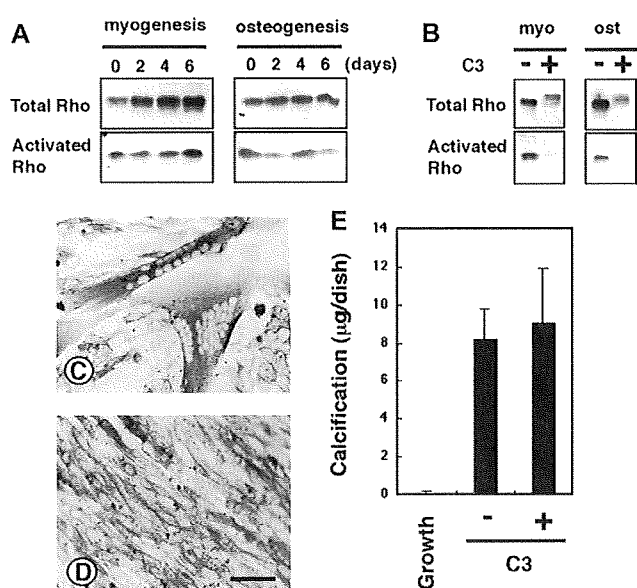 A
myogenesis
osteogenesis
0 2 4 6
0 2 4 6 (days)
Total Rho
Activated
Rho
B
myo
ost
C3
- +
- +
Total Rho
Activated
Rho
C
D
E
Calcification (µg/dish)
14
12
10
8
6
4
2
0
Growth
-
+
C3